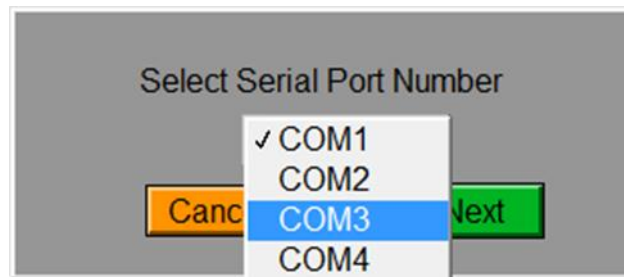 Select Serial Port Number
✓ COM1
COM2
Canc COM3 Next
COM4